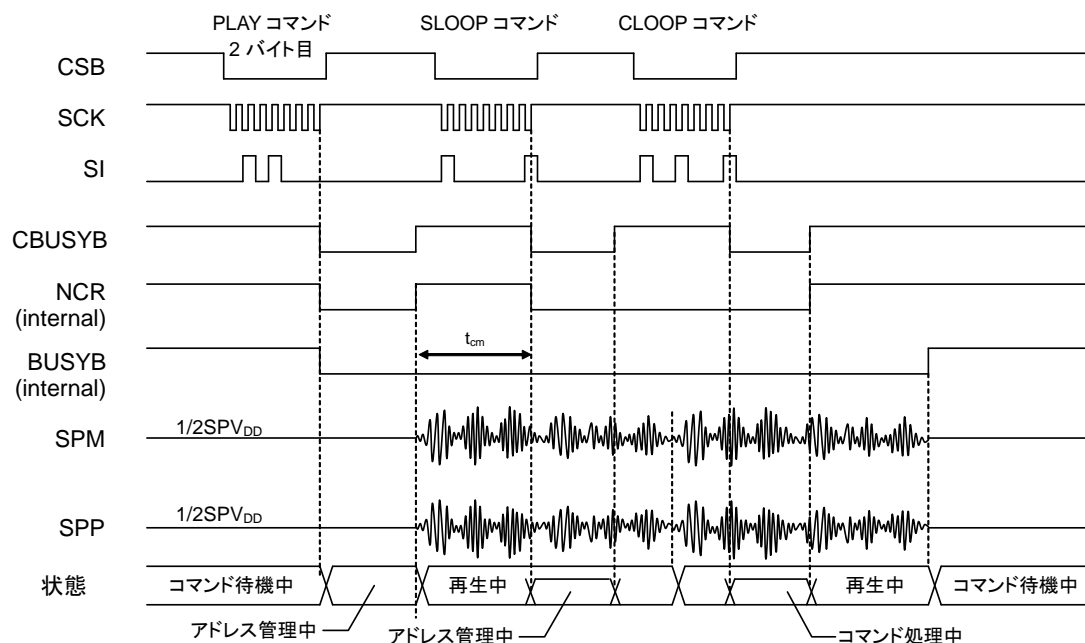 PLAY コマンド SLOOP コマンド CLOOP コマンド
2 バイト目
CSB
SCK
SI
CBUSYB
NCR
(internal)
tcm
BUSYB
(internal)
SPM 1/2SPVDD
SPP 1/2SPVDD
状態 コマンド待機中 再生中 再生中 コマンド待機中
アドレス管理中 アドレス管理中 コマンド処理中